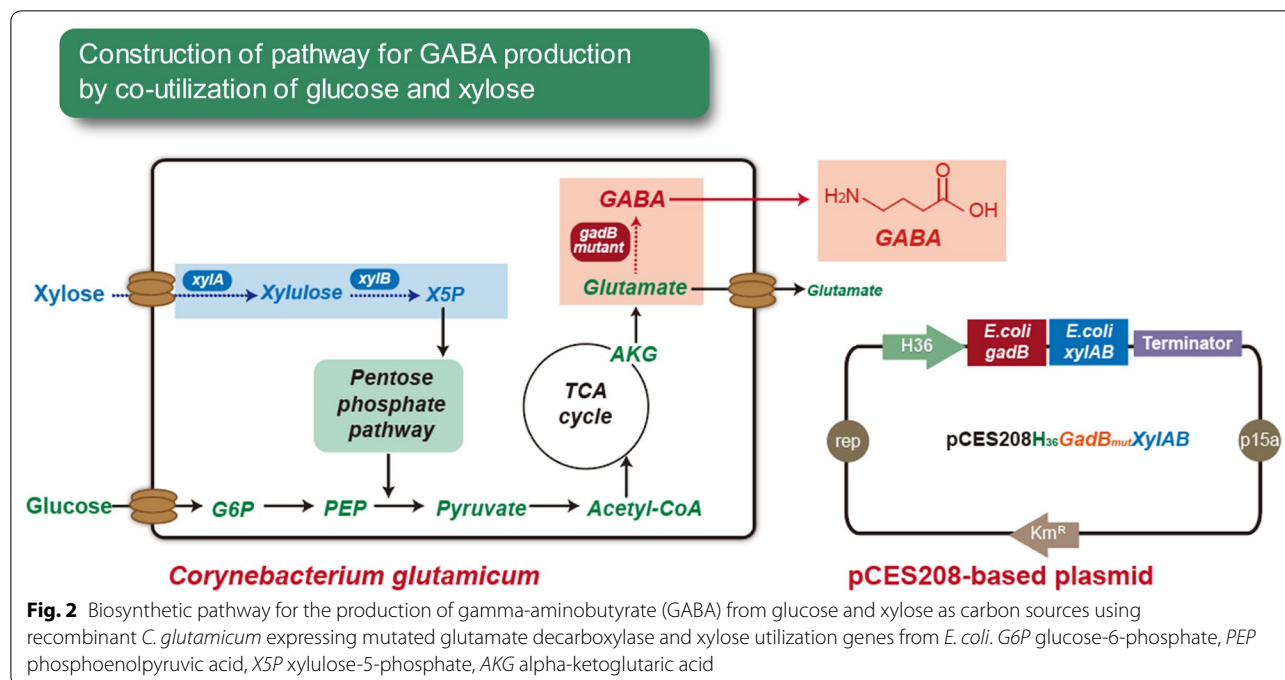 Construction of pathway for GABA production
by co-utilization of glucose and xylose
GABA
gadB
mutant
Glutamate
Glutamate
H₂N
O
OH
GABA
Xylose
xylA
Xylulose
xylB
X5P
Pentose
phosphate
pathway
AKG
TCA
cycle
Glucose
G6P
PEP
Pyruvate
Acetyl-CoA
Corynebacterium glutamicum
H36
E.coli
gadB
E.coli
xylAB
Terminator
rep
pCES208H₃₆GadBmutXylAB
p15a
Kmᴿ
pCES208-based plasmid
Fig. 2 Biosynthetic pathway for the production of gamma-aminobutyrate (GABA) from glucose and xylose as carbon sources using
recombinant C. glutamicum expressing mutated glutamate decarboxylase and xylose utilization genes from E. coli. G6P glucose-6-phosphate, PEP
phosphoenolpyruvic acid, X5P xylulose-5-phosphate, AKG alpha-ketoglutaric acid